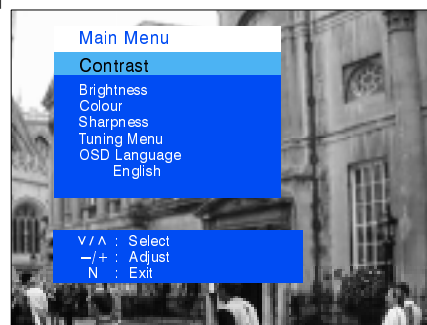 Main Menu
Contrast
Brightness
Colour
Sharpness
Tuning Menu
OSD Language
English
∨/∧ : Select
–/+ : Adjust
N : Exit